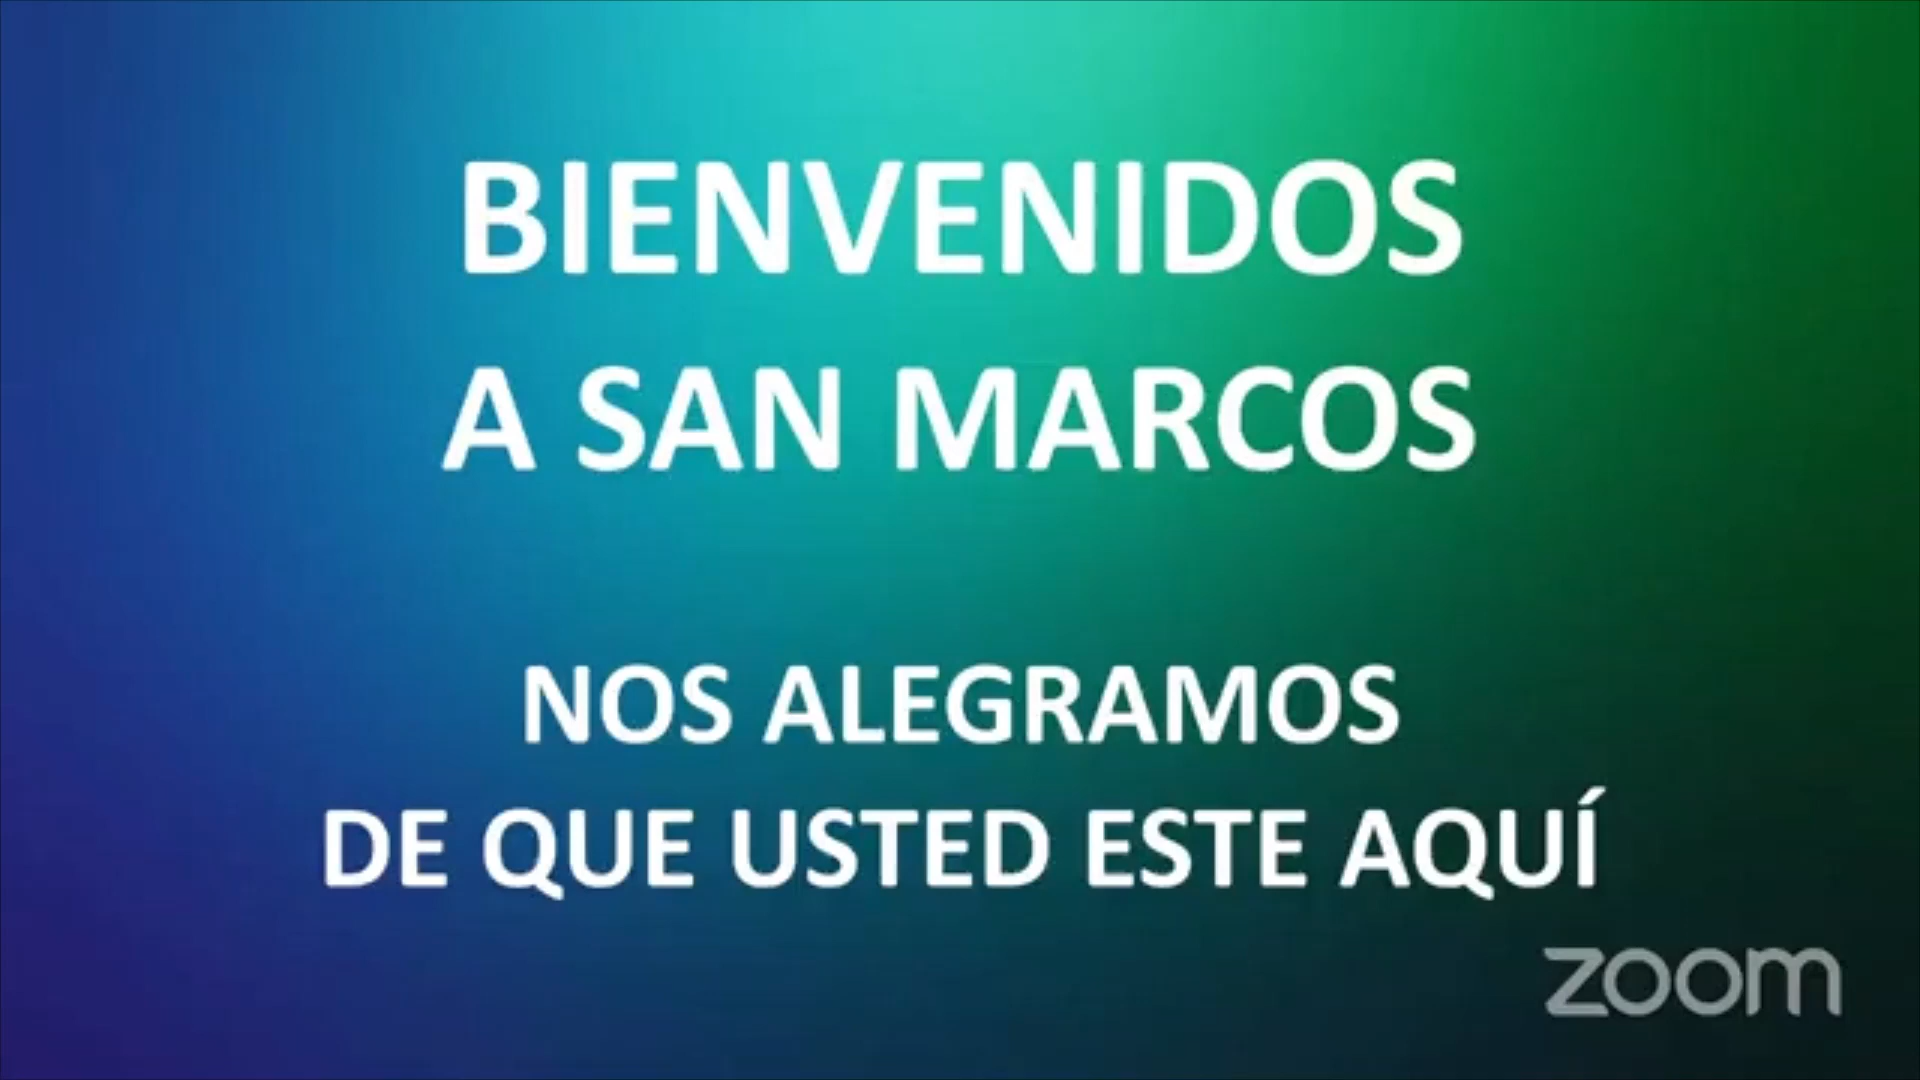 BIENVENIDOS
A SAN MARCOS
NOS ALEGRAMOS
DE QUE USTED ESTE AQUÍ
zoom